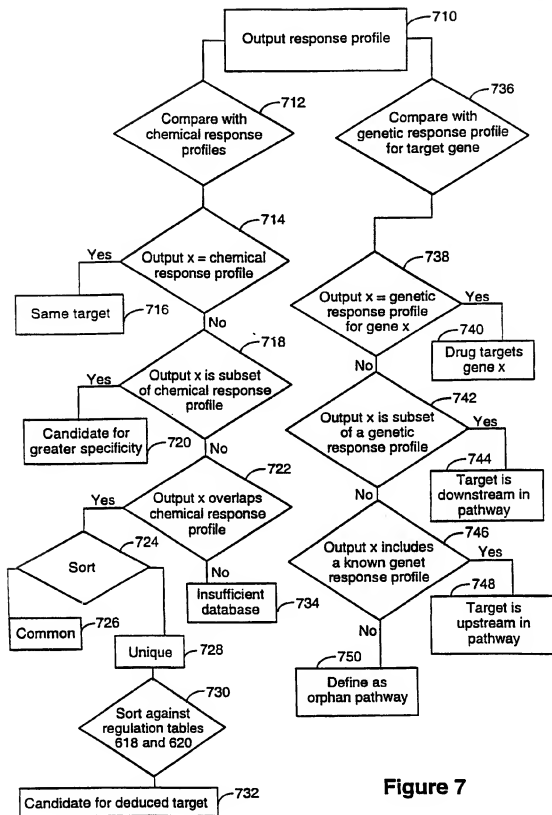 Output response profile
710
712
Compare with
chemical response
profiles
736
Compare with
genetic response profile
for target gene
714
Output x = chemical
response profile
Yes
Same target
716
No
718
Output x is subset
of chemical response
profile
Yes
Candidate for
greater specificity
720
No
722
Output x overlaps
chemical response
profile
Yes
724
Sort
No
Insufficient
database
734
Common
726
Unique
728
730
Sort against
regulation tables
618 and 620
Candidate for deduced target
732
738
Output x = genetic
response profile
for gene x
Yes
740
Drug targets
gene x
No
742
Output x is subset
of a genetic
response profile
Yes
744
Target is
downstream in
pathway
No
746
Output x includes
a known genet
response profile
Yes
748
Target is
upstream in
pathway
No
750
Define as
orphan pathway
Figure 7